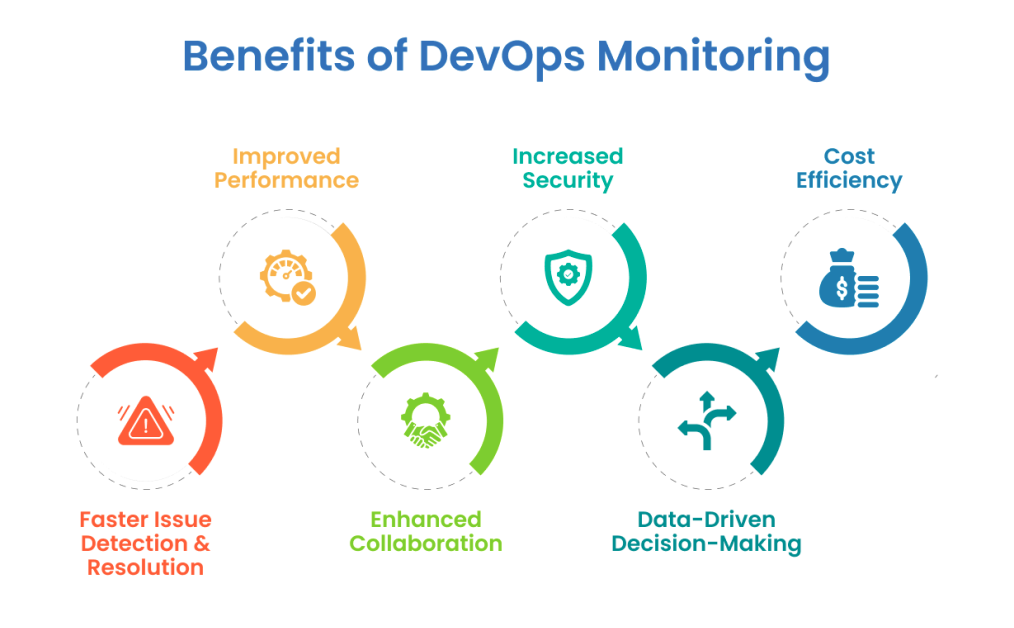 Benefits of DevOps Monitoring
Improved
Performance
Increased
Security
Cost
Efficiency
$
!
Faster Issue
Detection &
Resolution
Enhanced
Collaboration
Data-Driven
Decision-Making